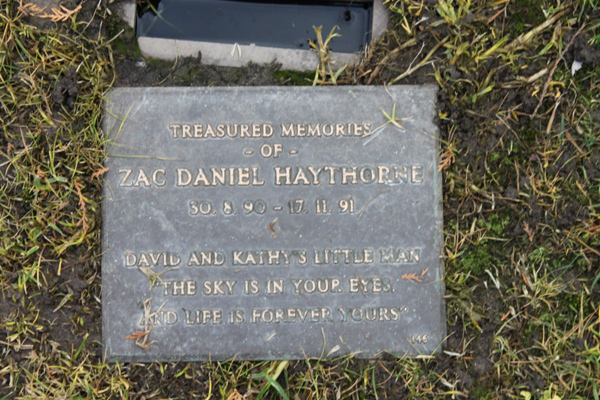 TREASURED MEMORIES
- OF -
ZAC DANIEL HAYTHORNE
30. 8. 90 - 17. 11. 91.
DAVID AND KATHY'S LITTLE MAN
"THE SKY IS IN YOUR EYES,
AND LIFE IS FOREVER YOURS"